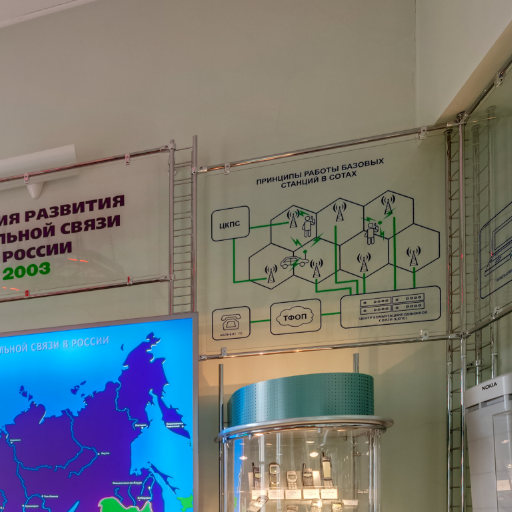 ИЯ РАЗВИТИЯ
ЛЬНОЙ СВЯЗИ
РОССИИ
2003
ПРИНЦИПЫ РАБОТЫ БАЗОВЫХ
СТАНЦИЙ В СОТАХ
ЦКПС
ТФОП
ЛЬНОЙ СВЯЗИ В РОССИИ
NOKIA